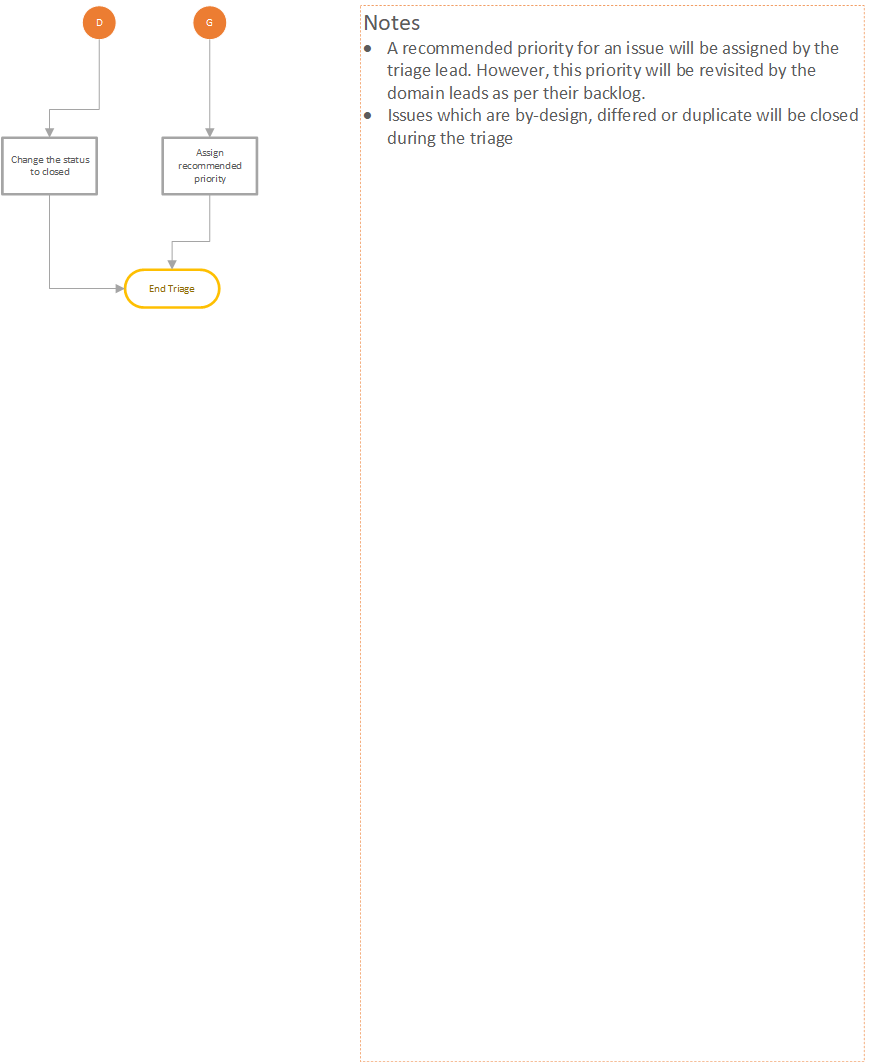 D
G
Change the status
to closed
Assign
recommended
priority
End Triage
Notes
• A recommended priority for an issue will be assigned by the
triage lead. However, this priority will be revisited by the
domain leads as per their backlog.
• Issues which are by-design, differed or duplicate will be closed
during the triage